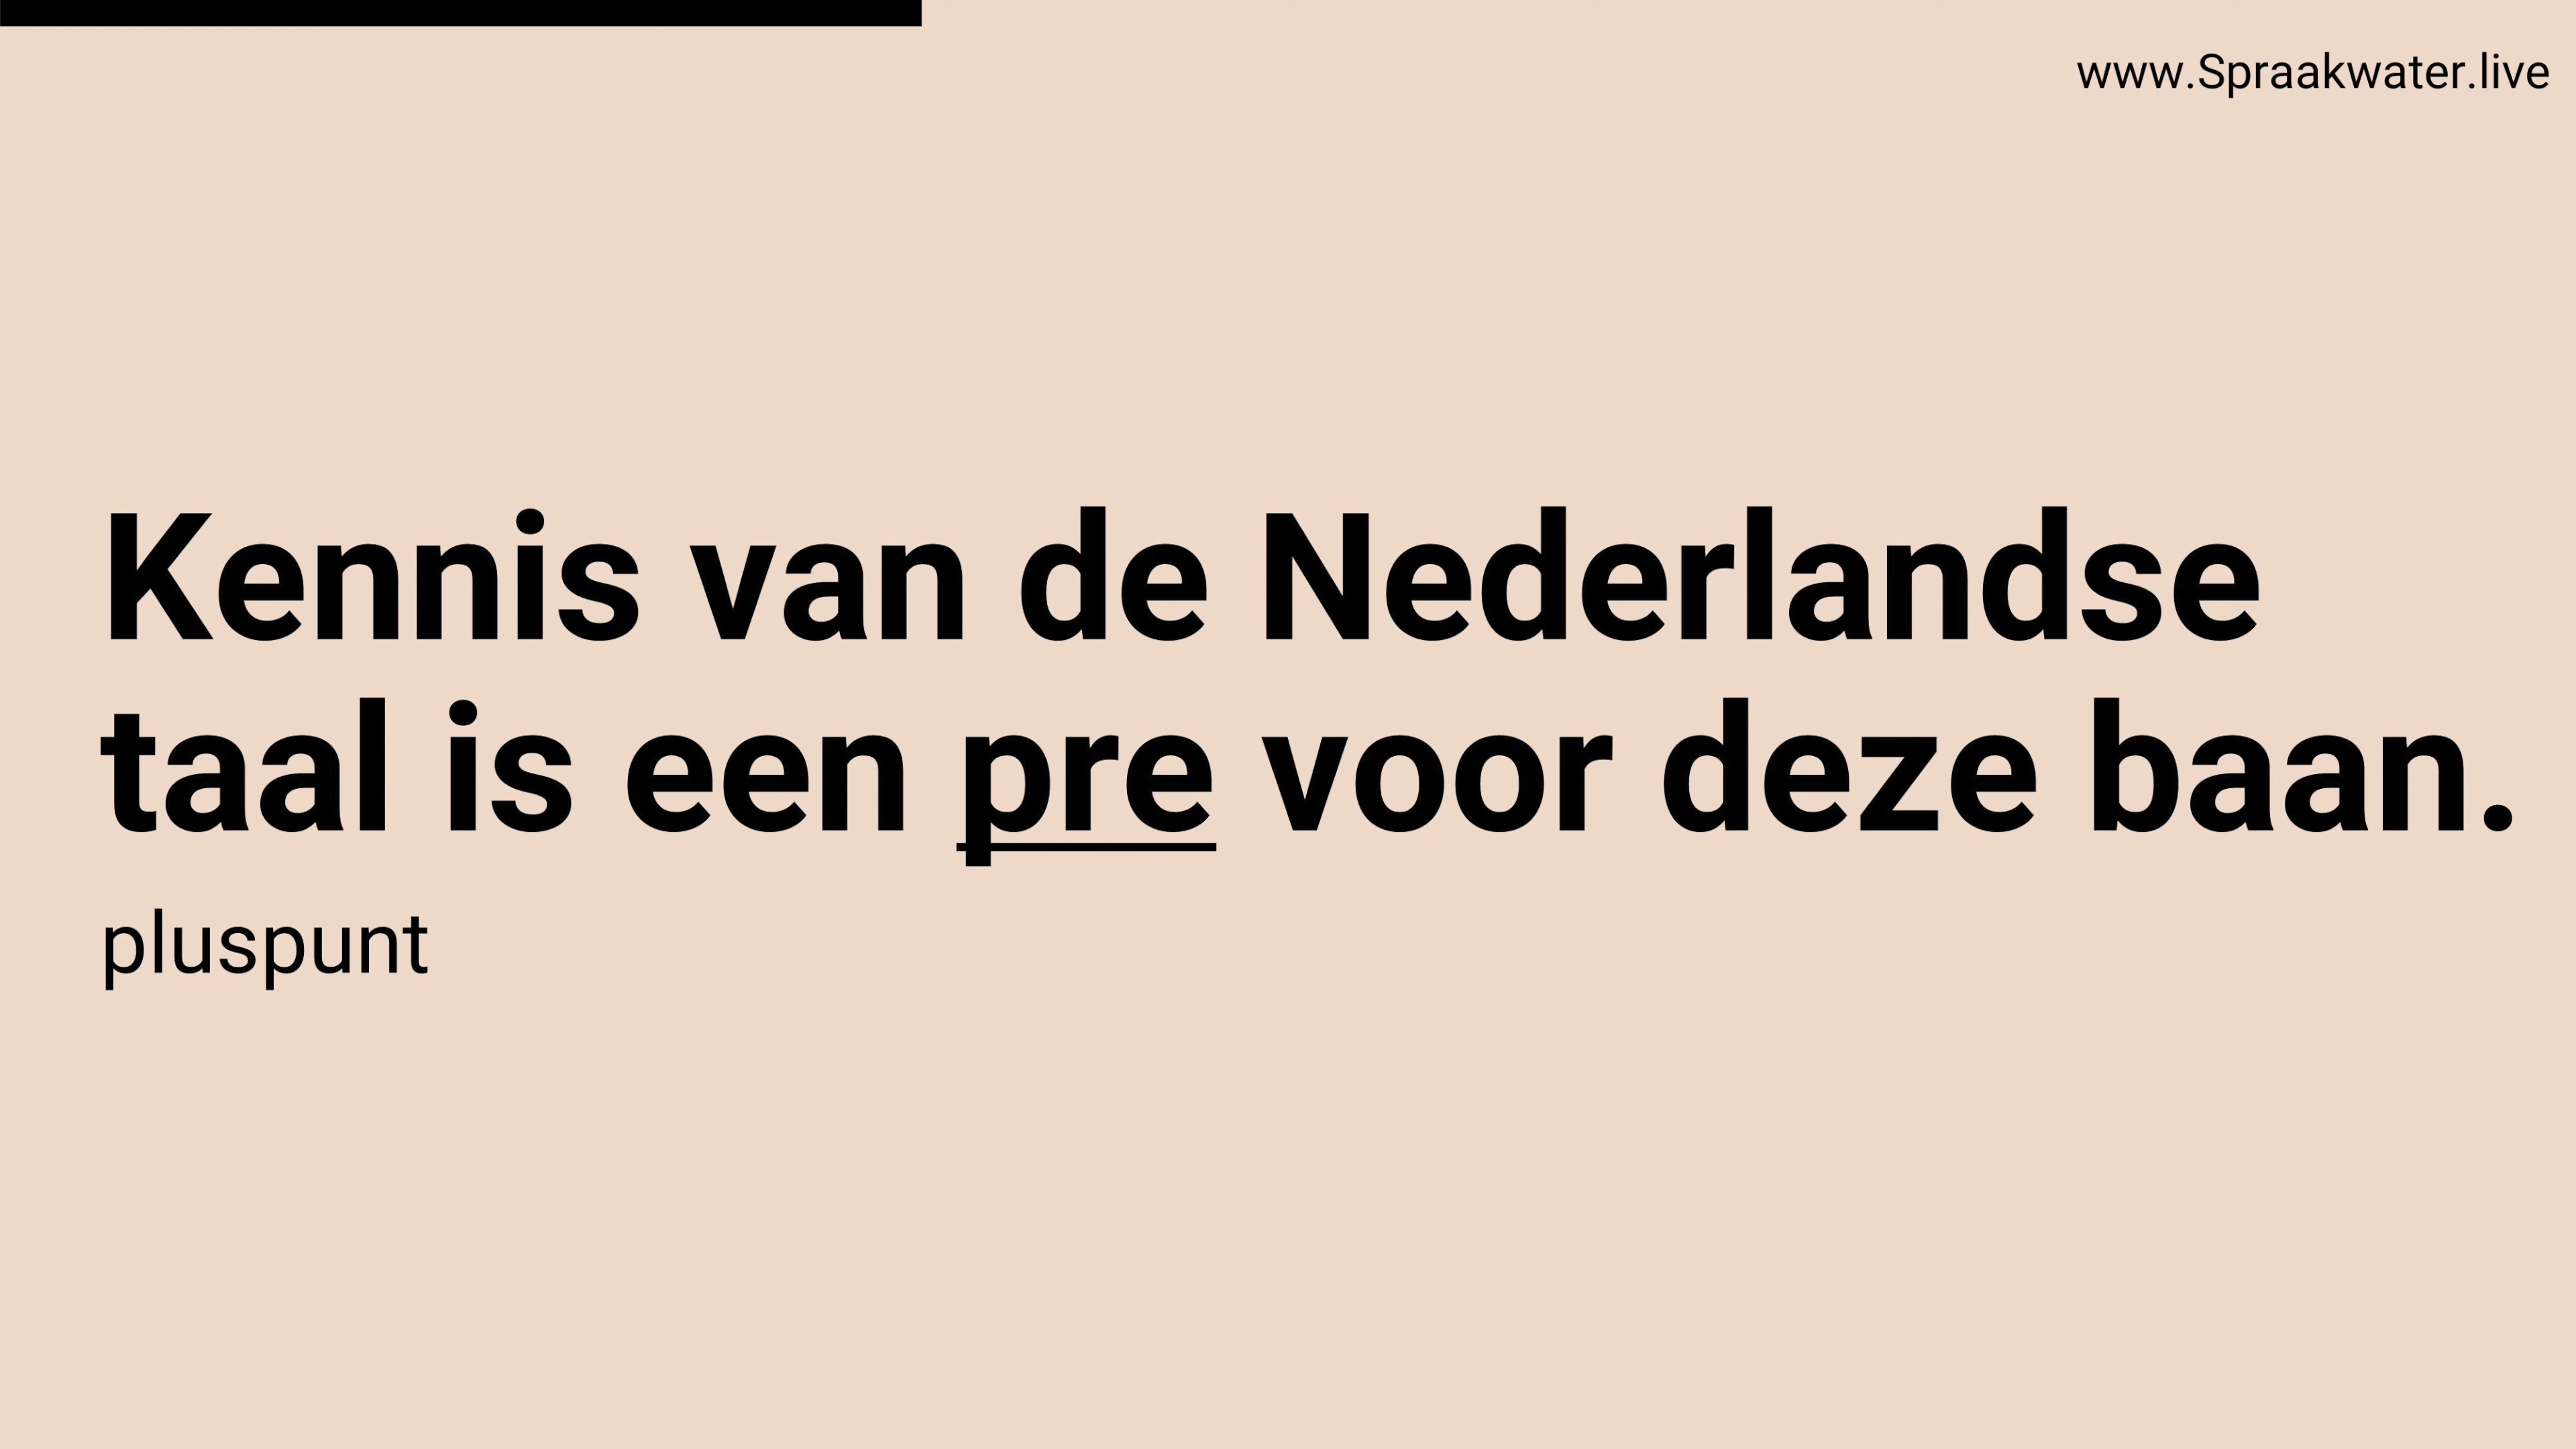 www.Spraakwater.live
Kennis van de Nederlandse
taal is een pre voor deze baan.
pluspunt